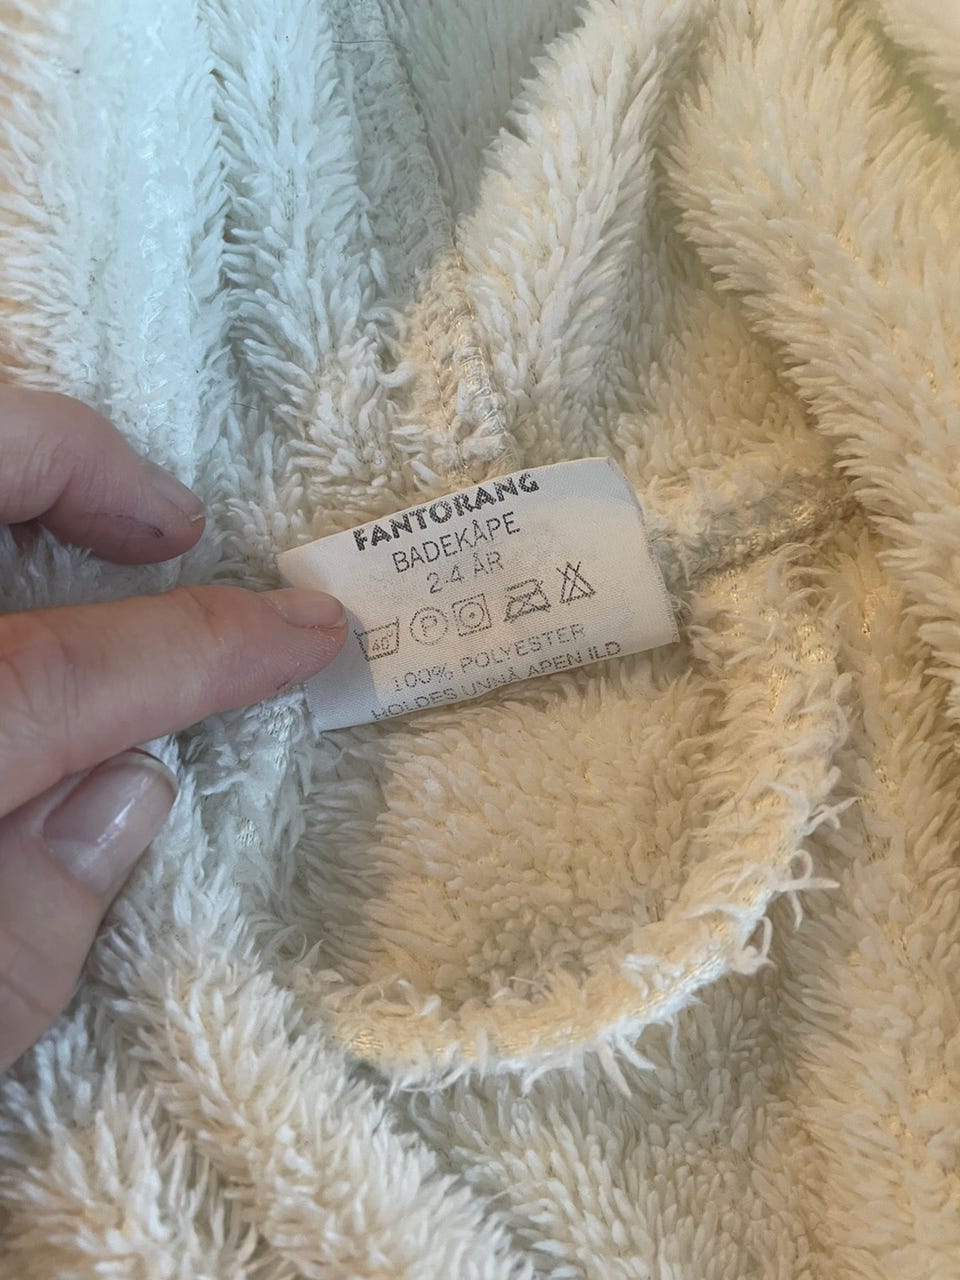 FANTORANG
BADEKÅPE
2-4 ÅR
40° P
100% POLYESTER
HOLDES UNNA ÅPEN ILD